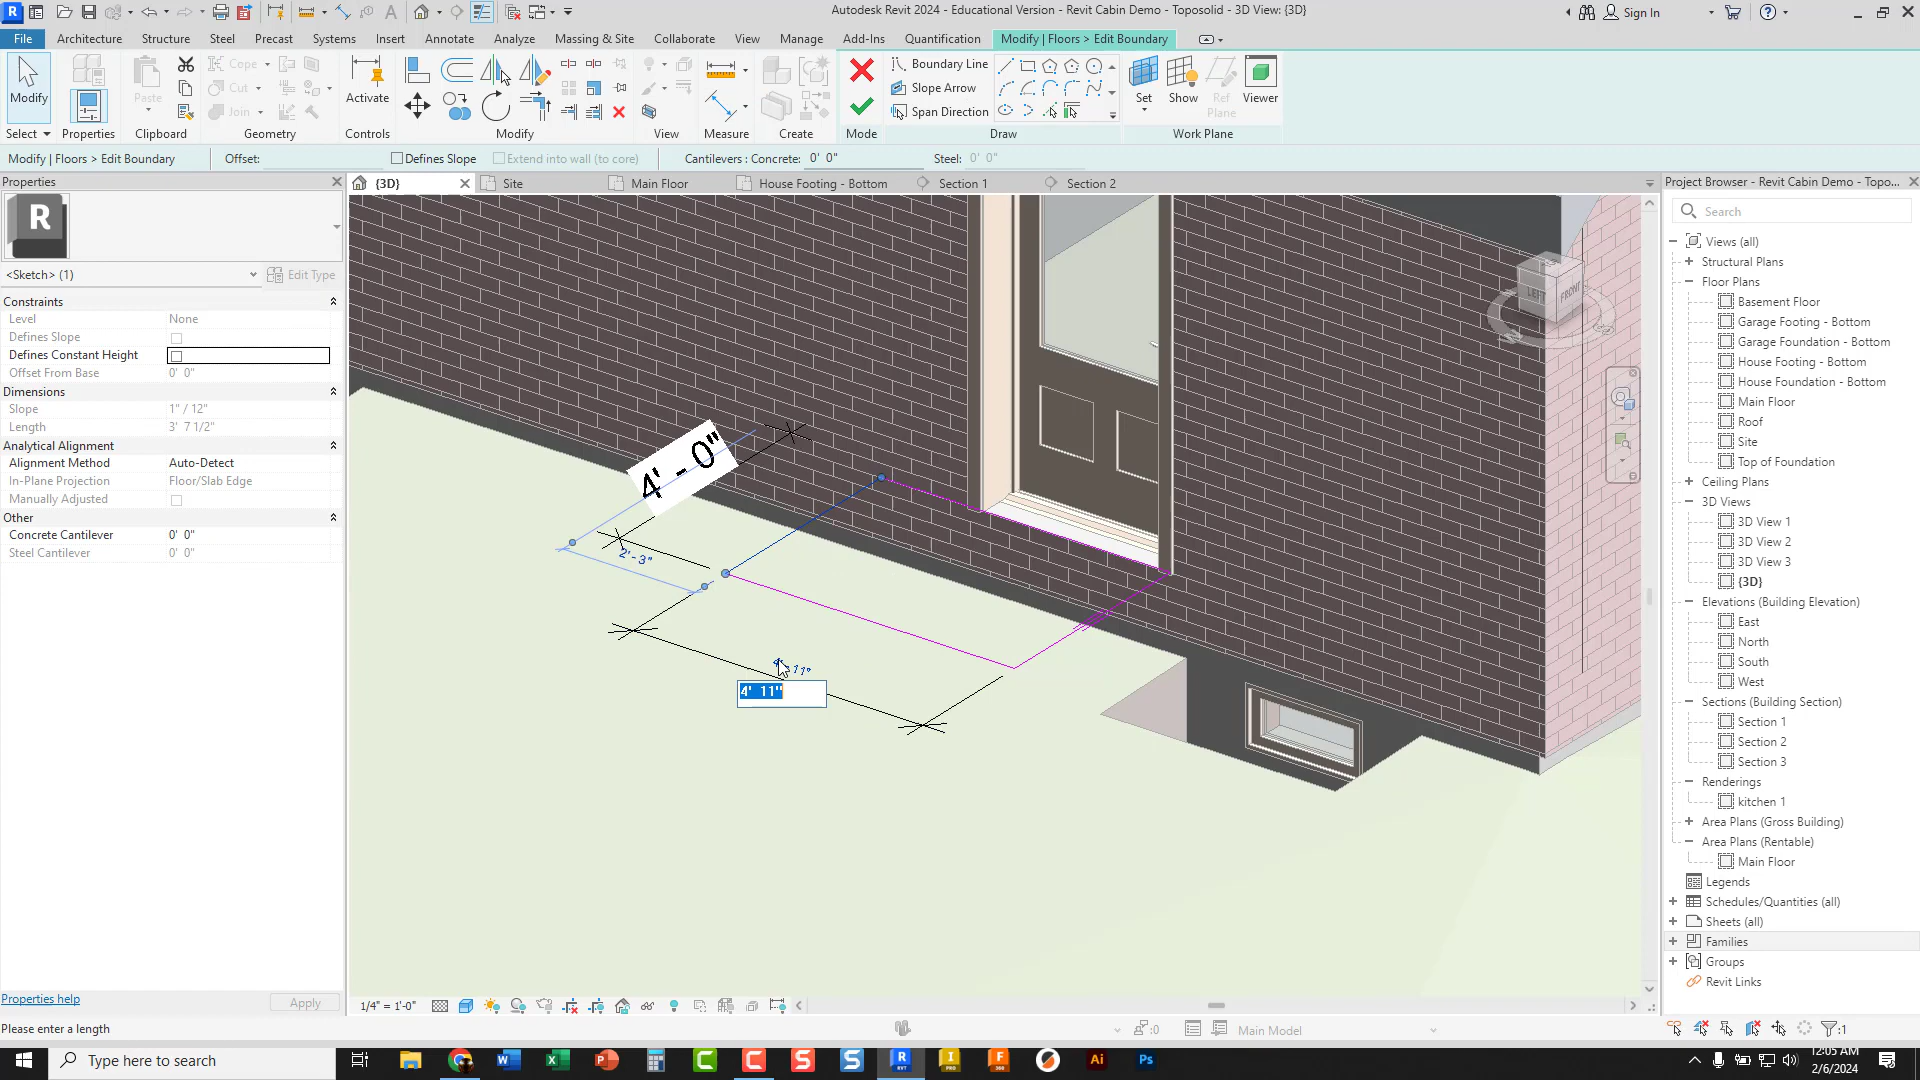 Autodesk Revit 2024 - Educational Version - Revit Cabin Demo - Toposolid - 3D View: {3D}
Sign In
File
Architecture
Structure
Steel
Precast
Systems
Insert
Annotate
Analyze
Massing & Site
Collaborate
View
Manage
Add-Ins
Quantification
Modify | Floors > Edit Boundary
Modify
Paste
Cope
Cut
Join
Activate
Boundary Line
Slope Arrow
Span Direction
Set
Show
Ref
Plane
Viewer
Select
Properties
Clipboard
Geometry
Controls
Modify
View
Measure
Create
Mode
Draw
Work Plane
Modify | Floors > Edit Boundary
Offset:
Defines Slope
Extend into wall (to core)
Cantilevers : Concrete:
0' 0"
Steel:
0' 0"
Properties
R
<Sketch> (1)
Edit Type
Constraints
Level
None
Defines Slope
Defines Constant Height
Offset From Base
0' 0"
Dimensions
Slope
1" / 12"
Length
3' 7 1/2"
Analytical Alignment
Alignment Method
Auto-Detect
In-Plane Projection
Floor/Slab Edge
Manually Adjusted
Other
Concrete Cantilever
0' 0"
Steel Cantilever
0' 0"
Properties help
Apply
{3D}
Site
Main Floor
House Footing - Bottom
Section 1
Section 2
4' - 0"
2' - 3"
4' 11"
LEFT
FRONT
1/4" = 1'-0"
Project Browser - Revit Cabin Demo - Topo...
Search
Views (all)
Structural Plans
Floor Plans
Basement Floor
Garage Footing - Bottom
Garage Foundation - Bottom
House Footing - Bottom
House Foundation - Bottom
Main Floor
Roof
Site
Top of Foundation
Ceiling Plans
3D Views
3D View 1
3D View 2
3D View 3
{3D}
Elevations (Building Elevation)
East
North
South
West
Sections (Building Section)
Section 1
Section 2
Section 3
Renderings
kitchen 1
Area Plans (Gross Building)
Area Plans (Rentable)
Main Floor
Legends
Schedules/Quantities (all)
Sheets (all)
Families
Groups
Revit Links
Please enter a length
:0
Main Model
:1
Type here to search
12:05 AM
2/6/2024